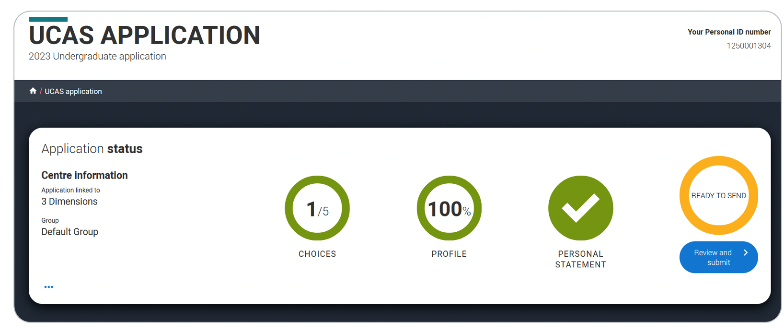 UCAS APPLICATION
2023 Undergraduate application
Your Personal ID number
1250001304
/ UCAS application
Application status
Centre Information
Application linked to
3 Dimensions
Group
Default Group
...
1/5
CHOICES
100%
PROFILE
PERSONAL
STATEMENT
READY TO SEND
Review and
submit